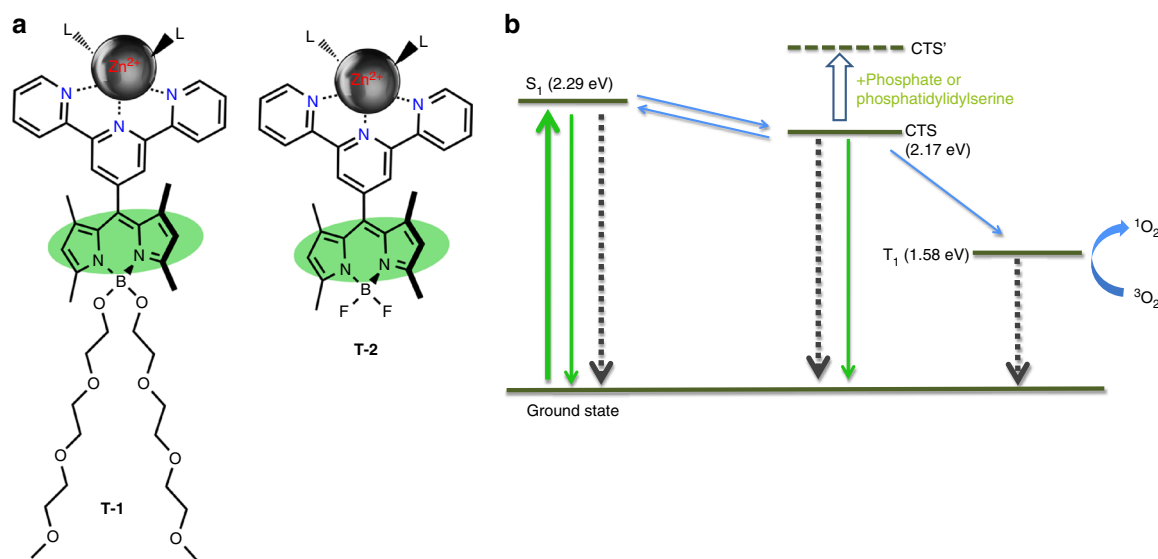 a
L
L
Zn²⁺
N
N
N
N
N
B
O
O
O
O
O
O
O
O
T-1
L
L
Zn²⁺
N
N
N
N
N
B
F
F
T-2
b
CTS'
+Phosphate or
phosphatidylidylserine
S₁ (2.29 eV)
CTS
(2.17 eV)
T₁ (1.58 eV)
¹O₂
³O₂
Ground state